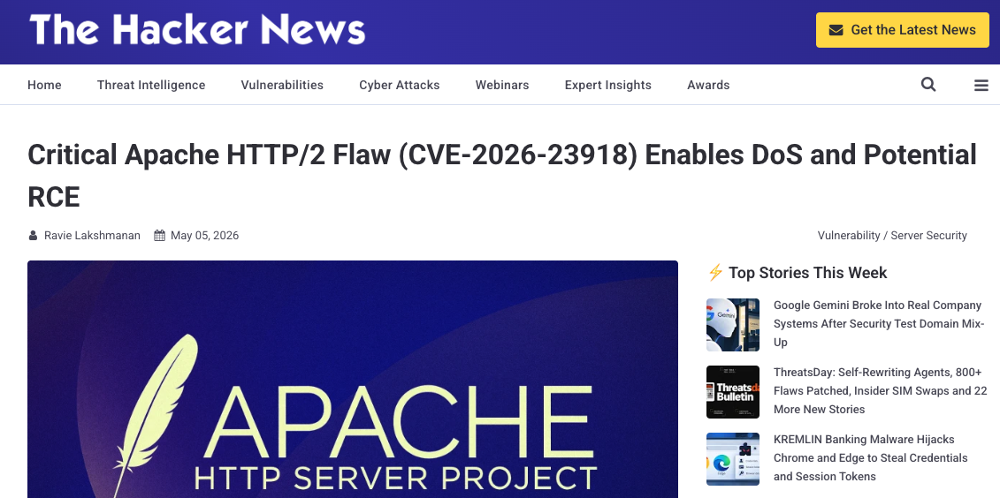 The Hacker News
Get the Latest News
Home
Threat Intelligence
Vulnerabilities
Cyber Attacks
Webinars
Expert Insights
Awards
Critical Apache HTTP/2 Flaw (CVE-2026-23918) Enables DoS and Potential
RCE
Ravie Lakshmanan
May 05, 2026
Vulnerability / Server Security
APACHE
HTTP SERVER PROJECT
⚡ Top Stories This Week
Gemini
Google Gemini Broke Into Real Company
Systems After Security Test Domain Mix-
Up
Threatsda
Bulletin
ThreatsDay: Self-Rewriting Agents, 800+
Flaws Patched, Insider SIM Swaps and 22
More New Stories
KREMLIN Banking Malware Hijacks
Chrome and Edge to Steal Credentials
and Session Tokens